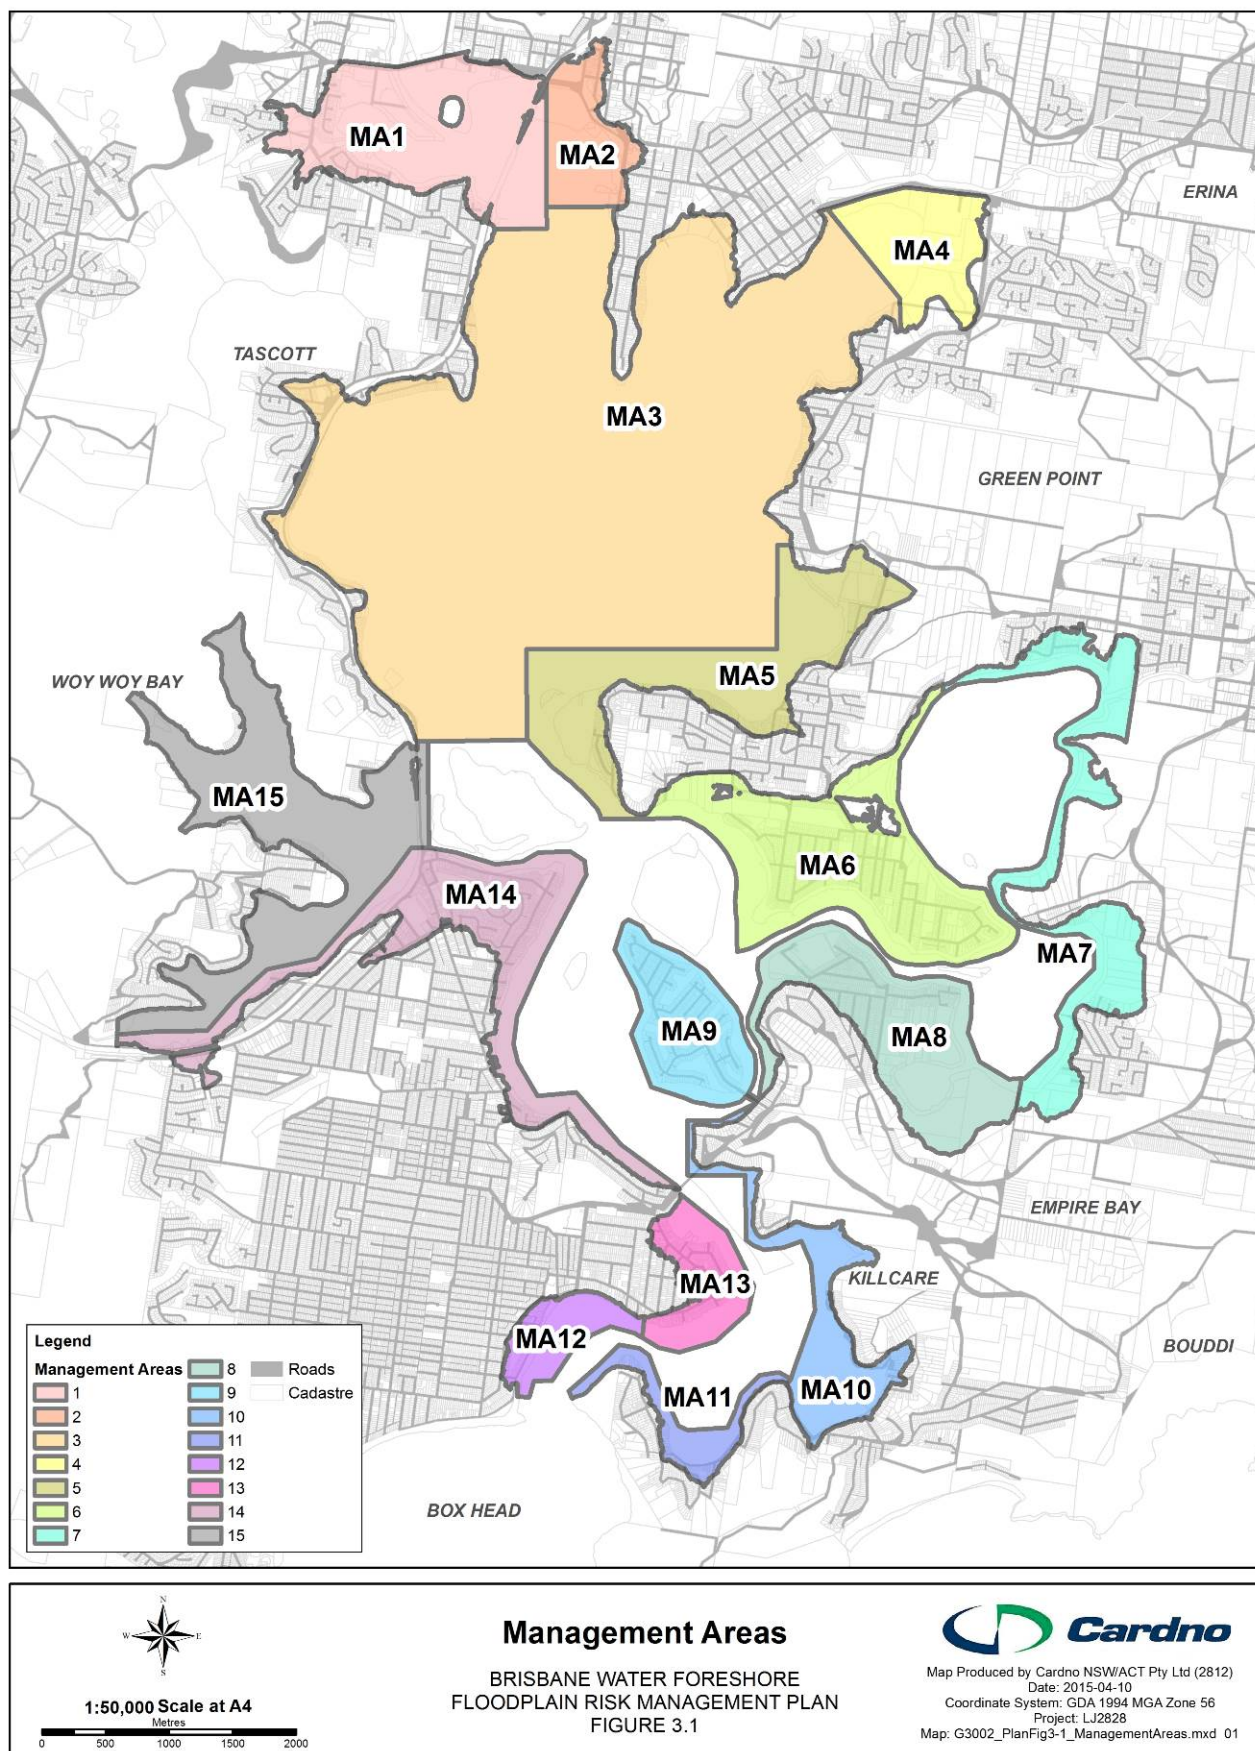 MA1
MA2
ERINA
MA4
TASCOTT
MA3
GREEN POINT
MA5
WOY WOY BAY
MA15
MA6
MA14
MA7
MA9
MA8
EMPIRE BAY
KILLCARE
MA13
MA12
BOUDDI
MA11
MA10
BOX HEAD
Legend
Management Areas
1
2
3
4
5
6
7
8
9
10
11
12
13
14
15
Roads
Cadastre
N
W E
S
1:50,000 Scale at A4
Metres
0 500 1000 1500 2000
Management Areas
BRISBANE WATER FORESHORE
FLOODPLAIN RISK MANAGEMENT PLAN
FIGURE 3.1
Cardno
Map Produced by Cardno NSW/ACT Pty Ltd (2812)
Date: 2015-04-10
Coordinate System: GDA 1994 MGA Zone 56
Project: LJ2828
Map: G3002_PlanFig3-1_ManagementAreas.mxd 01